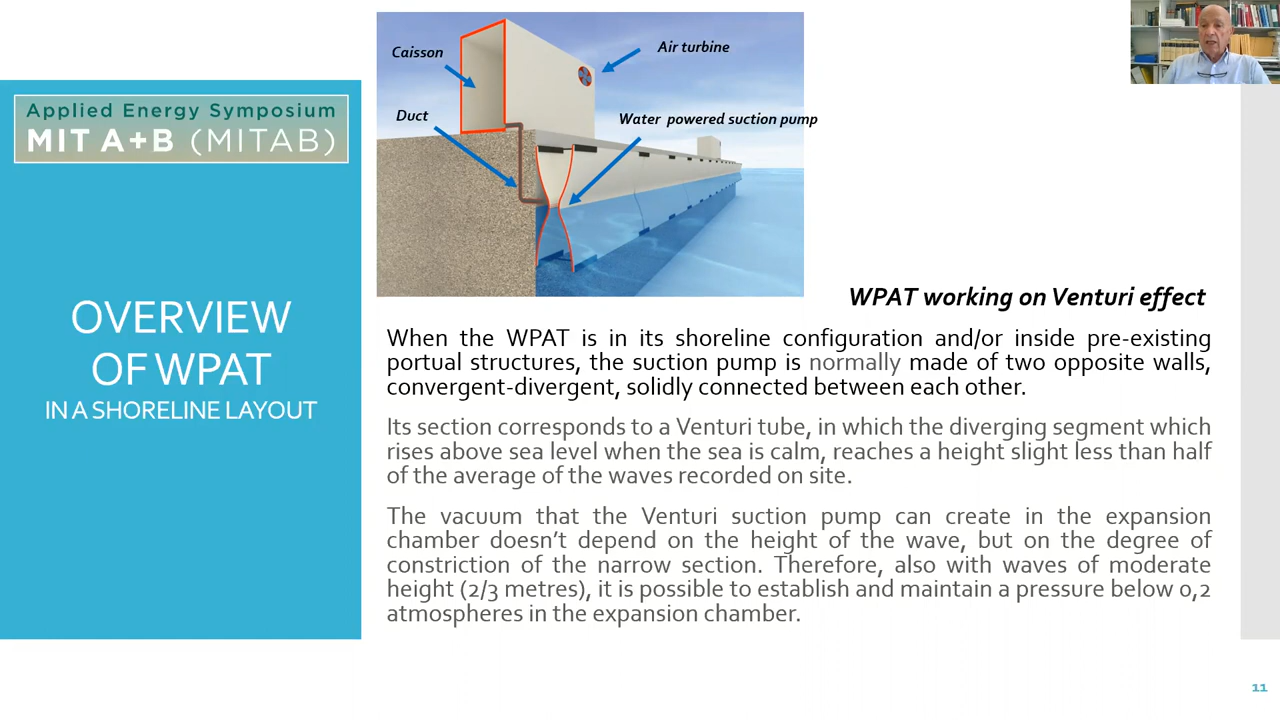 Applied Energy Symposium
MIT A+B (MITAB)
OVERVIEW
OF WPAT
IN A SHORELINE LAYOUT
Caisson
Air turbine
Duct
Water powered suction pump
WPAT working on Venturi effect
When the WPAT is in its shoreline configuration and/or inside pre-existing
portual structures, the suction pump is normally made of two opposite walls,
convergent-divergent, solidly connected between each other.
Its section corresponds to a Venturi tube, in which the diverging segment which
rises above sea level when the sea is calm, reaches a height slight less than half
of the average of the waves recorded on site.
The vacuum that the Venturi suction pump can create in the expansion
chamber doesn't depend on the height of the wave, but on the degree of
constriction of the narrow section. Therefore, also with waves of moderate
height (2/3 metres), it is possible to establish and maintain a pressure below 0,2
atmospheres in the expansion chamber.
11